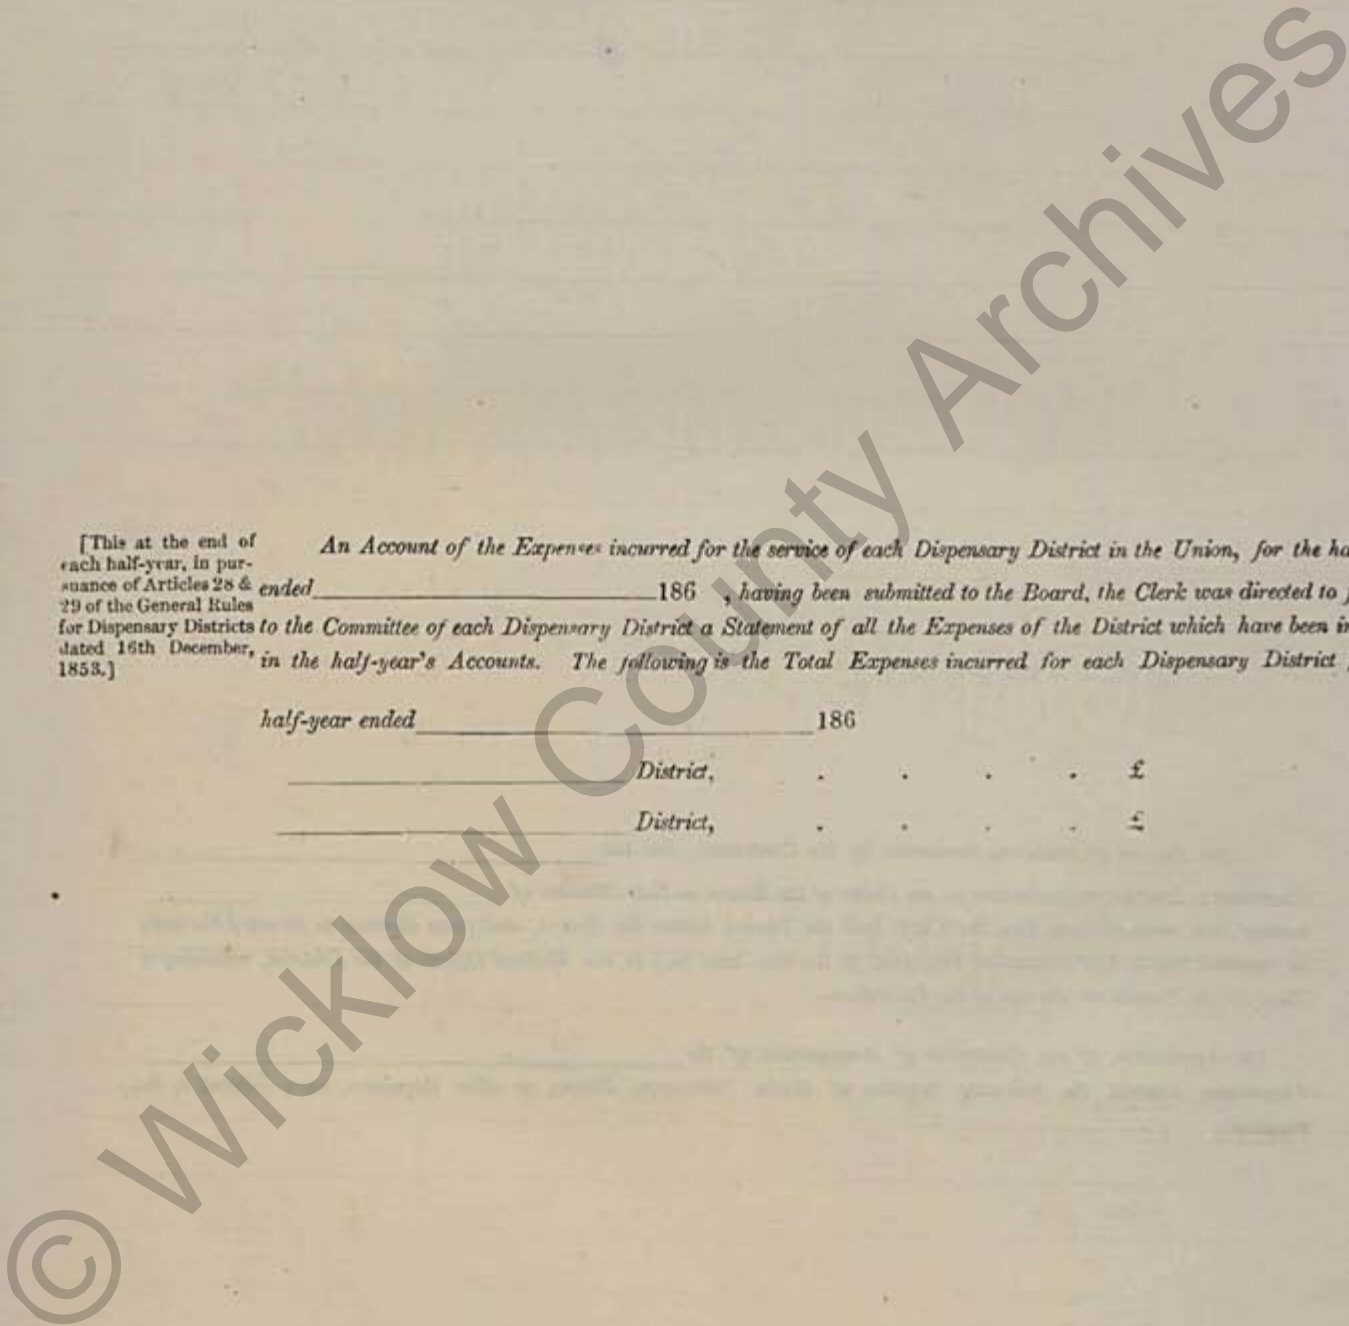 [This at the end of
each half-year, in pur-
suance of Articles 28 &
29 of the General Rules
for Dispensary Districts
dated 16th December,
1853.]
An Account of the Expenses incurred for the service of each Dispensary District in the Union, for the ha
ended 186 , having been submitted to the Board, the Clerk was directed to
to the Committee of each Dispensary District a Statement of all the Expenses of the District which have been in
in the half-year's Accounts. The following is the Total Expenses incurred for each Dispensary District
half-year ended 186
District, . . . . £
District, . . . . £
© Wicklow County Archives